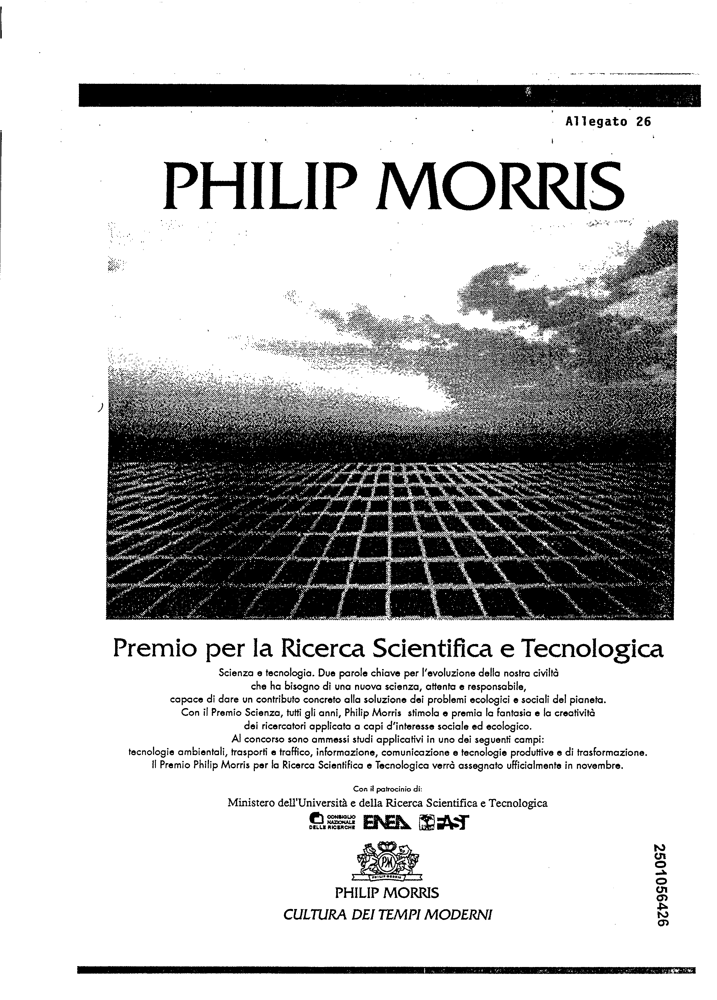 Allegato 26
PHILIP MORRIS
Premio per la Ricerca Scientifica e Tecnologica
Scienza e tecnologia. Due parole chiave per l'evoluzione della nostra civiltà
che ha bisogno di una nuova scienza, attenta e responsabile,
capace di dare un contributo concreto alla soluzione dei problemi ecologici e sociali del pianeta.
Con il Premio Scienza, tutti gli anni, Philip Morris stimola e premia la fantasia e la creatività
dei ricercatori applicata a capi d'interesse sociale ed ecologico.
Al concorso sono ammessi studi applicativi in uno dei seguenti campi:
tecnologie ambientali, trasporti e traffico, informazione, comunicazione e tecnologie produttive e di trasformazione.
Il Premio Philip Morris per la Ricerca Scientifica e Tecnologica verrà assegnato ufficialmente in novembre.
Con il patrocinio di:
Ministero dell'Università e della Ricerca Scientifica e Tecnologica
CONSIGLIO
NAZIONALE
DELLE RICERCHE
ENEA FAST
PM
PHILIP MORRIS
PHILIP MORRIS
CULTURA DEI TEMPI MODERNI
2501056426